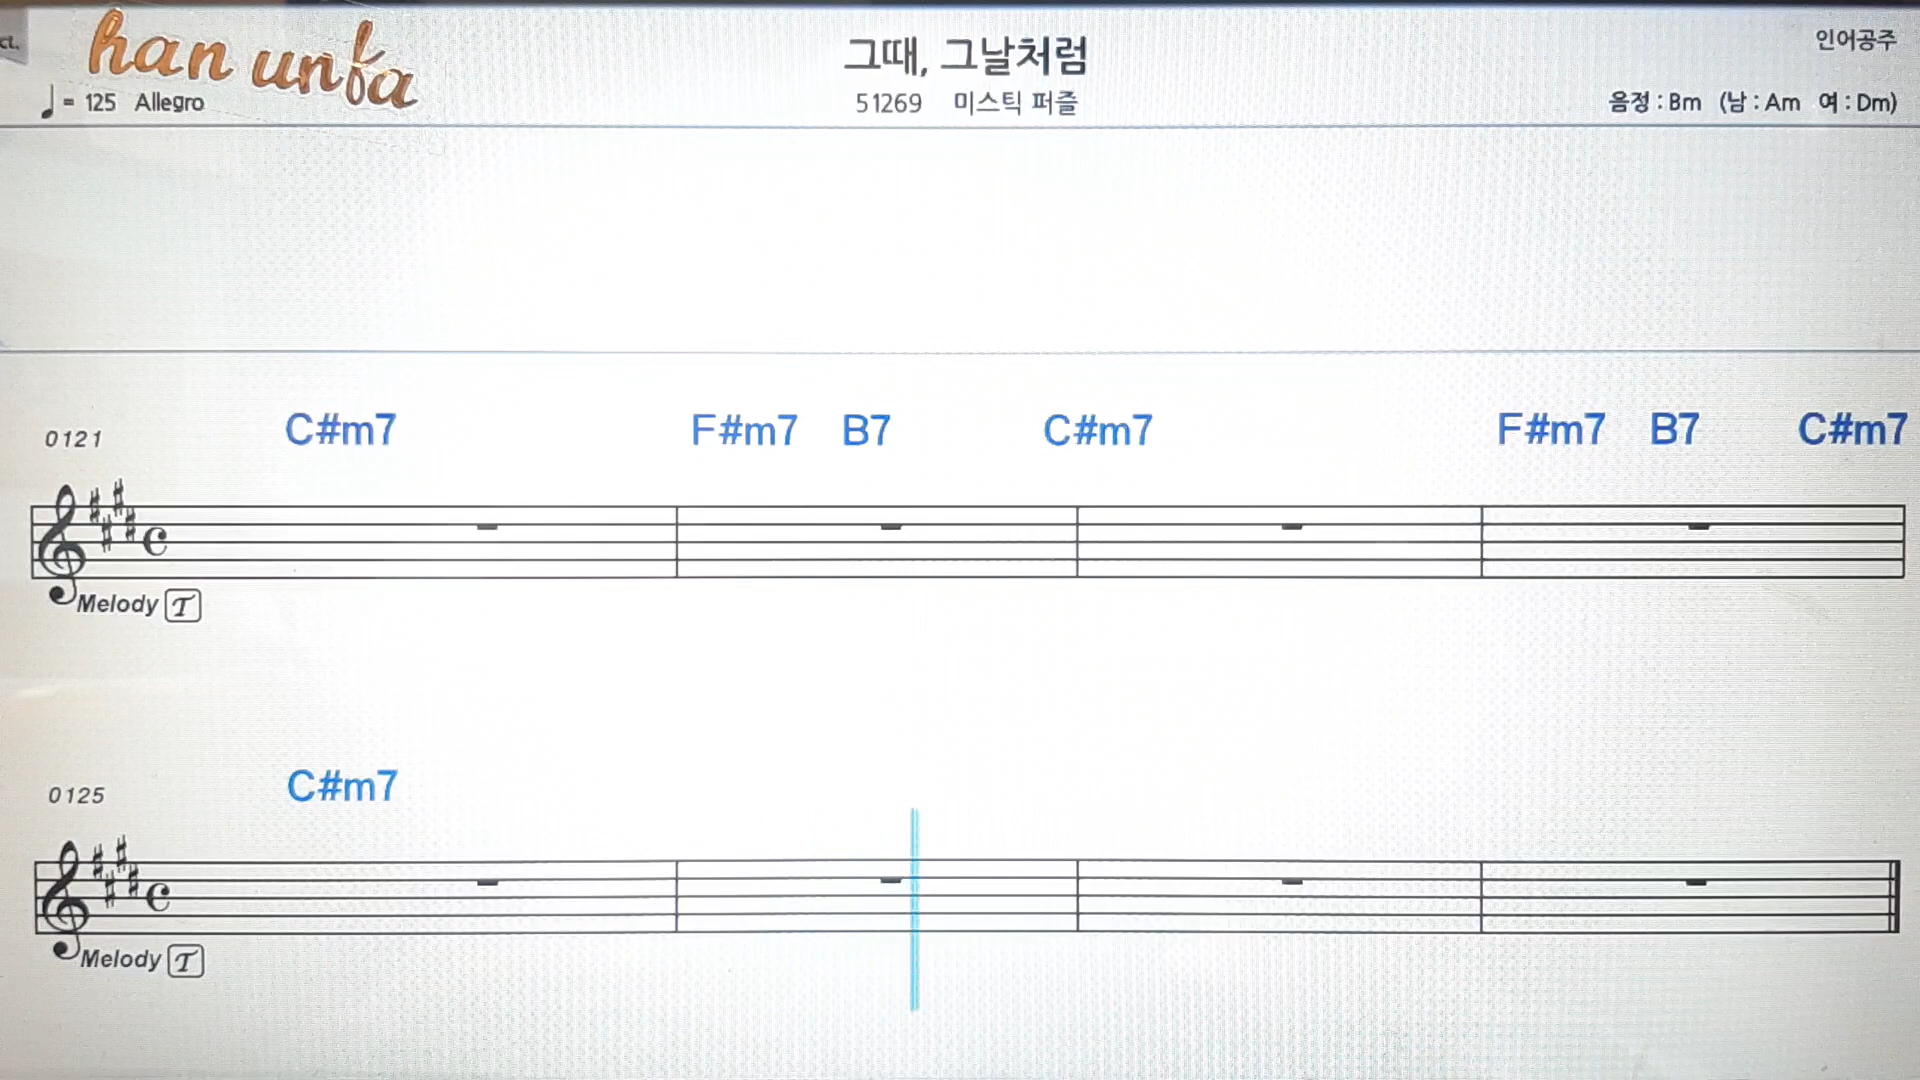 han unfa
그때, 그날처럼
인어공주
= 125 Allegro
51269 미스틱 퍼즐
음정 : Bm (남 : Am 여 : Dm)
0121 C#m7 F#m7 B7 C#m7 F#m7 B7 C#m7
Melody T
0125 C#m7
Melody T